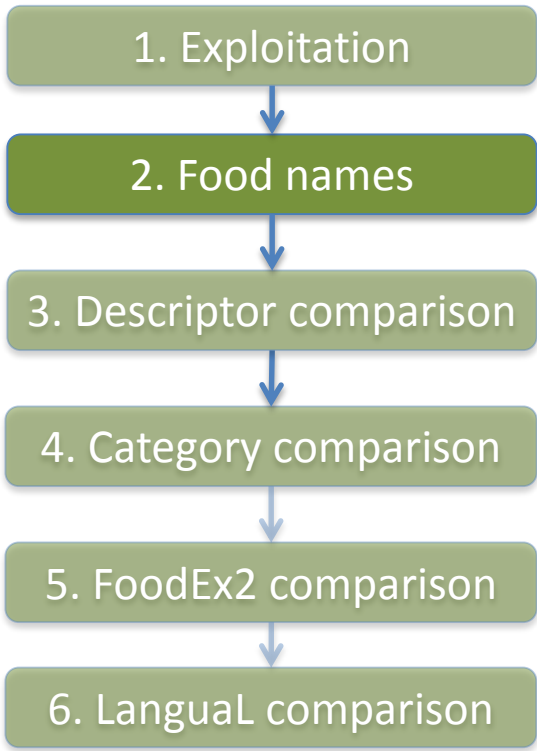 1. Exploitation
2. Food names
3. Descriptor comparison
4. Category comparison
5. FoodEx2 comparison
6. LanguaL comparison